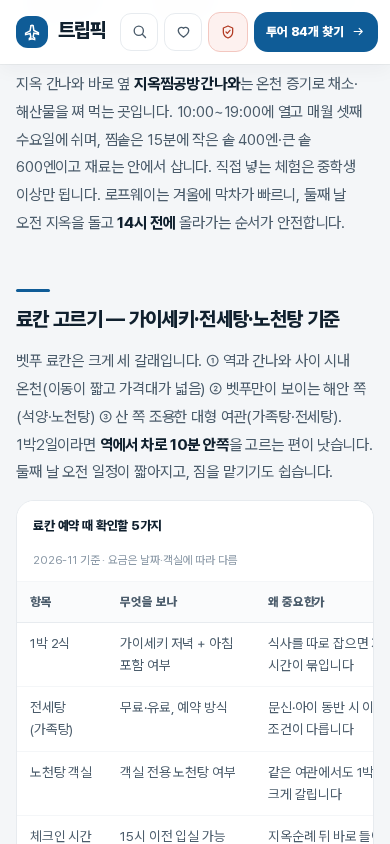 트립픽
투어 84개 찾기 →
지옥 간나와 바로 옆 지옥찜공방 간나와는 온천 증기로 채소·
해산물을 쪄 먹는 곳입니다. 10:00~19:00에 열고 매월 셋째
수요일에 쉬며, 찜솥은 15분에 작은 솥 400엔·큰 솥
600엔이고 재료는 안에서 삽니다. 직접 넣는 체험은 중학생
이상만 됩니다. 로프웨이는 겨울에 막차가 빠르니, 둘째 날
오전 지옥을 돌고 14시 전에 올라가는 순서가 안전합니다.
료칸 고르기 — 가이세키·전세탕·노천탕 기준
벳푸 료칸은 크게 세 갈래입니다. ① 역과 간나와 사이 시내
온천(이동이 짧고 가격대가 넓음) ② 벳푸만이 보이는 해안 쪽
(석양·노천탕) ③ 산 쪽 조용한 대형 여관(가족탕·전세탕).
1박2일이라면 역에서 차로 10분 안쪽을 고르는 편이 낫습니다.
둘째 날 오전 일정이 짧아지고, 짐을 맡기기도 쉽습니다.
료칸 예약 때 확인할 5가지
2026-11 기준 · 요금은 날짜·객실에 따라 다름
항목 무엇을 보나 왜 중요한가
1박 2식 가이세키 저녁 + 아침 식사를 따로 잡으면
포함 여부 시간이 묶입니다
전세탕 무료·유료, 예약 방식 문신·아이 동반 시
(가족탕) 조건이 다릅니다
노천탕 객실 객실 전용 노천탕 여부 같은 여관에서도 1박
크게 갈립니다
체크인 시간 15시 이전 입실 가능 지옥순례 뒤 바로